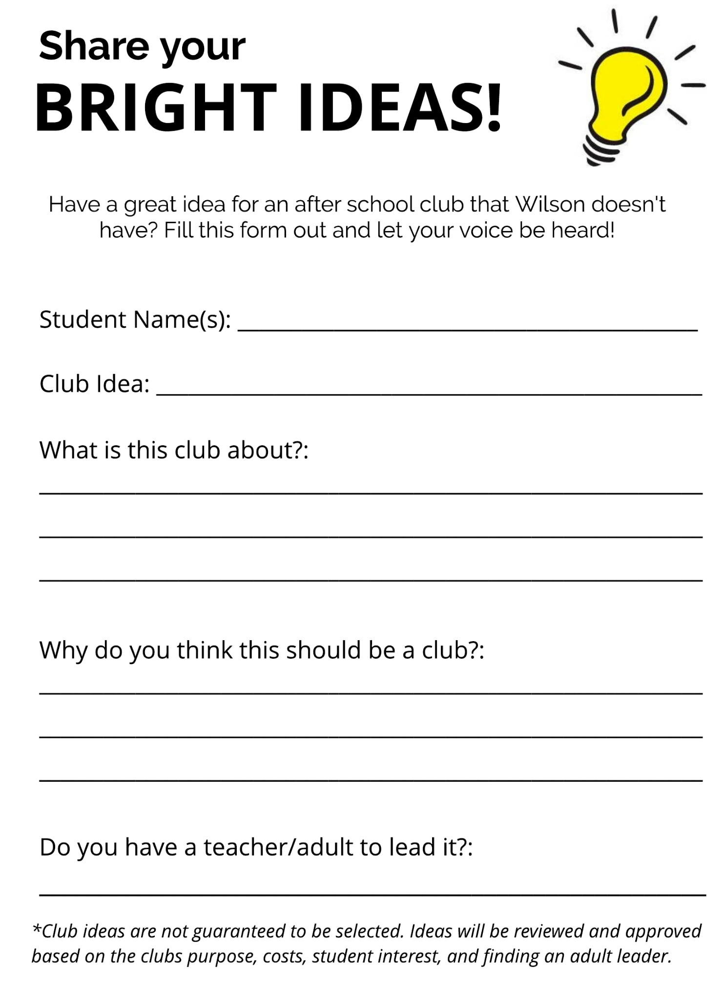 Share your
BRIGHT IDEAS!
Have a great idea for an after school club that Wilson doesn't
have? Fill this form out and let your voice be heard!
Student Name(s):
Club Idea:
What is this club about?:
Why do you think this should be a club?:
Do you have a teacher/adult to lead it?:
*Club ideas are not guaranteed to be selected. Ideas will be reviewed and approved
based on the clubs purpose, costs, student interest, and finding an adult leader.